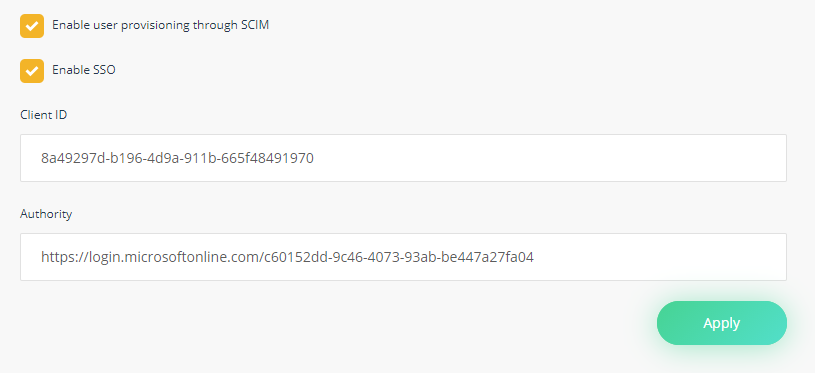 Enable user provisioning through SCIM
Enable SSO
Client ID
8a49297d-b196-4d9a-911b-665f48491970
Authority
https://login.microsoftonline.com/c60152dd-9c46-4073-93ab-be447a27fa04
Apply